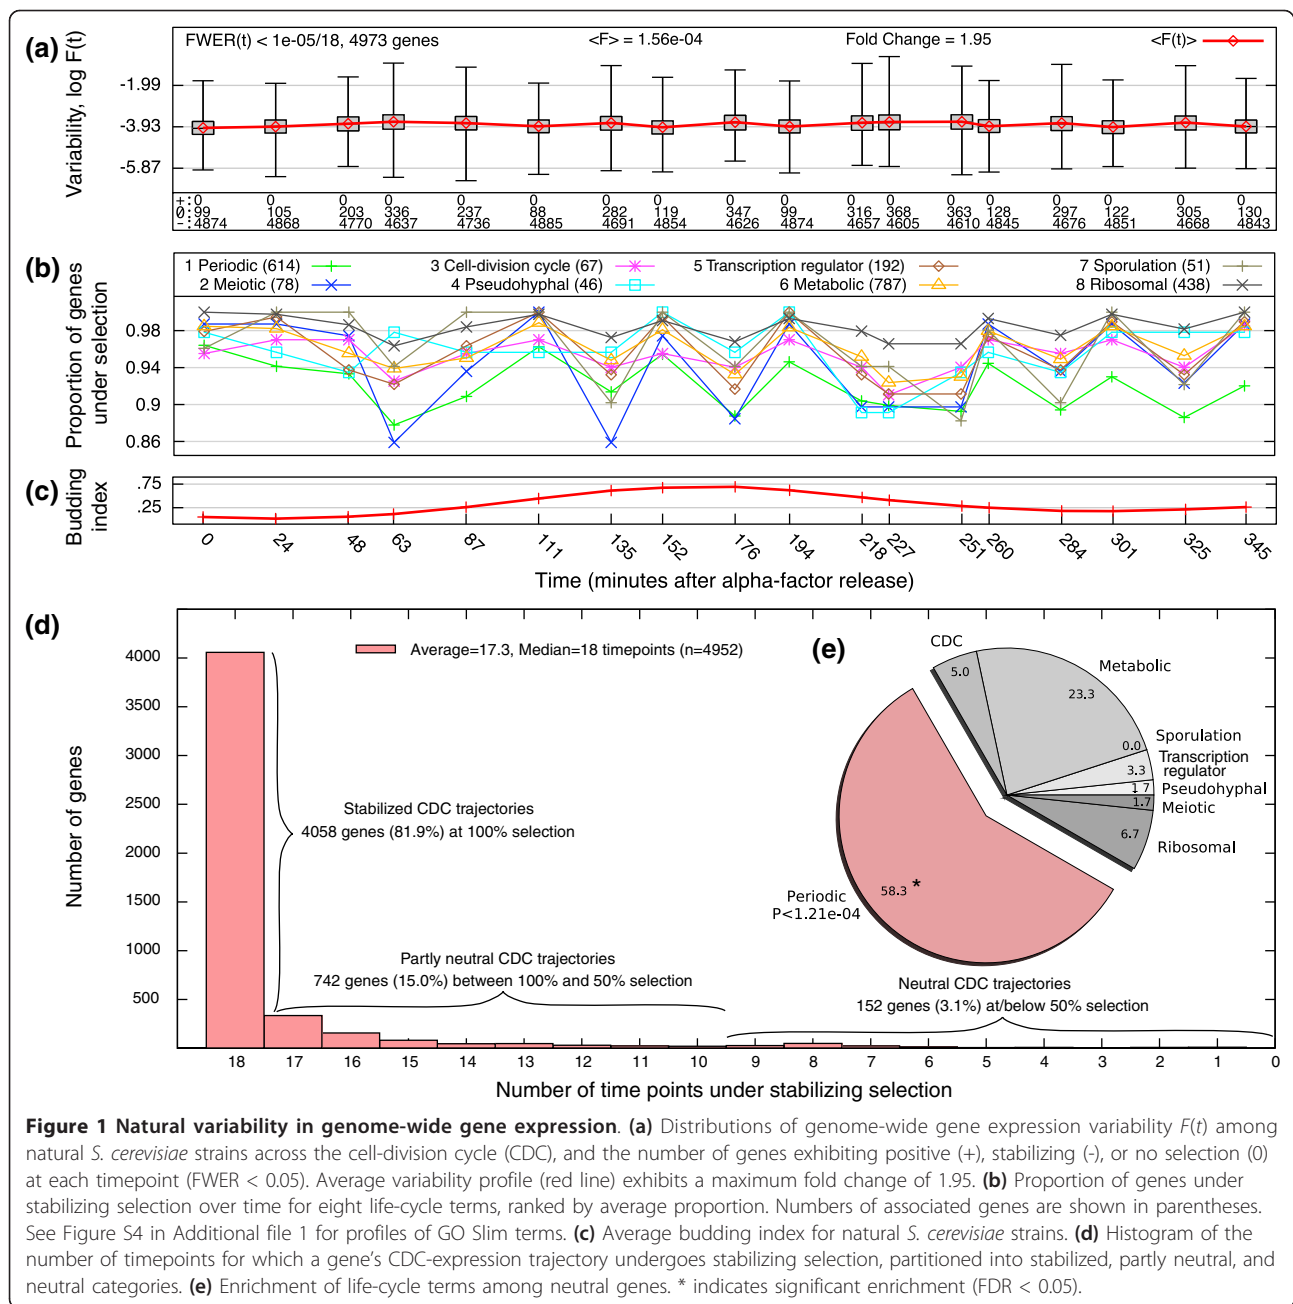 (a)
Variability, log F(t)
FWER(t) < 1e-05/18, 4973 genes
<F> = 1.56e-04
Fold Change = 1.95
<F(t)>
-1.99
-3.93
-5.87
+: 0 0 0 0 0 0 0 0 0 0 0 0 0 0 0 0 0 0
0: 99 105 203 336 237 88 282 119 347 99 316 368 363 128 297 122 305 130
-: 4874 4868 4770 4637 4736 4885 4691 4854 4626 4874 4657 4605 4610 4845 4676 4851 4668 4843
(b)
Proportion of genes
under selection
1 Periodic (614)
3 Cell-division cycle (67)
5 Transcription regulator (192)
7 Sporulation (51)
2 Meiotic (78)
4 Pseudohyphal (46)
6 Metabolic (787)
8 Ribosomal (438)
0.98
0.94
0.9
0.86
(c)
Budding
index
.75
.25
0 24 48 63 87 111 135 152 176 194 218 227 251 260 284 301 325 345
Time (minutes after alpha-factor release)
(d)
Number of genes
4000
3500
3000
2500
2000
1500
1000
500
Average=17.3, Median=18 timepoints (n=4952)
Stabilized CDC trajectories
4058 genes (81.9%) at 100% selection
Partly neutral CDC trajectories
742 genes (15.0%) between 100% and 50% selection
Neutral CDC trajectories
152 genes (3.1%) at/below 50% selection
18 17 16 15 14 13 12 11 10 9 8 7 6 5 4 3 2 1 0
Number of time points under stabilizing selection
(e)
CDC
5.0
Metabolic
23.3
Sporulation
0.0
Transcription
regulator
3.3
Pseudohyphal
1.7
Meiotic
1.7
Ribosomal
6.7
Periodic
P<1.21e-04
58.3 *
Figure 1 Natural variability in genome-wide gene expression. (a) Distributions of genome-wide gene expression variability F(t) among
natural S. cerevisiae strains across the cell-division cycle (CDC), and the number of genes exhibiting positive (+), stabilizing (-), or no selection (0)
at each timepoint (FWER < 0.05). Average variability profile (red line) exhibits a maximum fold change of 1.95. (b) Proportion of genes under
stabilizing selection over time for eight life-cycle terms, ranked by average proportion. Numbers of associated genes are shown in parentheses.
See Figure S4 in Additional file 1 for profiles of GO Slim terms. (c) Average budding index for natural S. cerevisiae strains. (d) Histogram of the
number of timepoints for which a gene's CDC-expression trajectory undergoes stabilizing selection, partitioned into stabilized, partly neutral, and
neutral categories. (e) Enrichment of life-cycle terms among neutral genes. * indicates significant enrichment (FDR < 0.05).